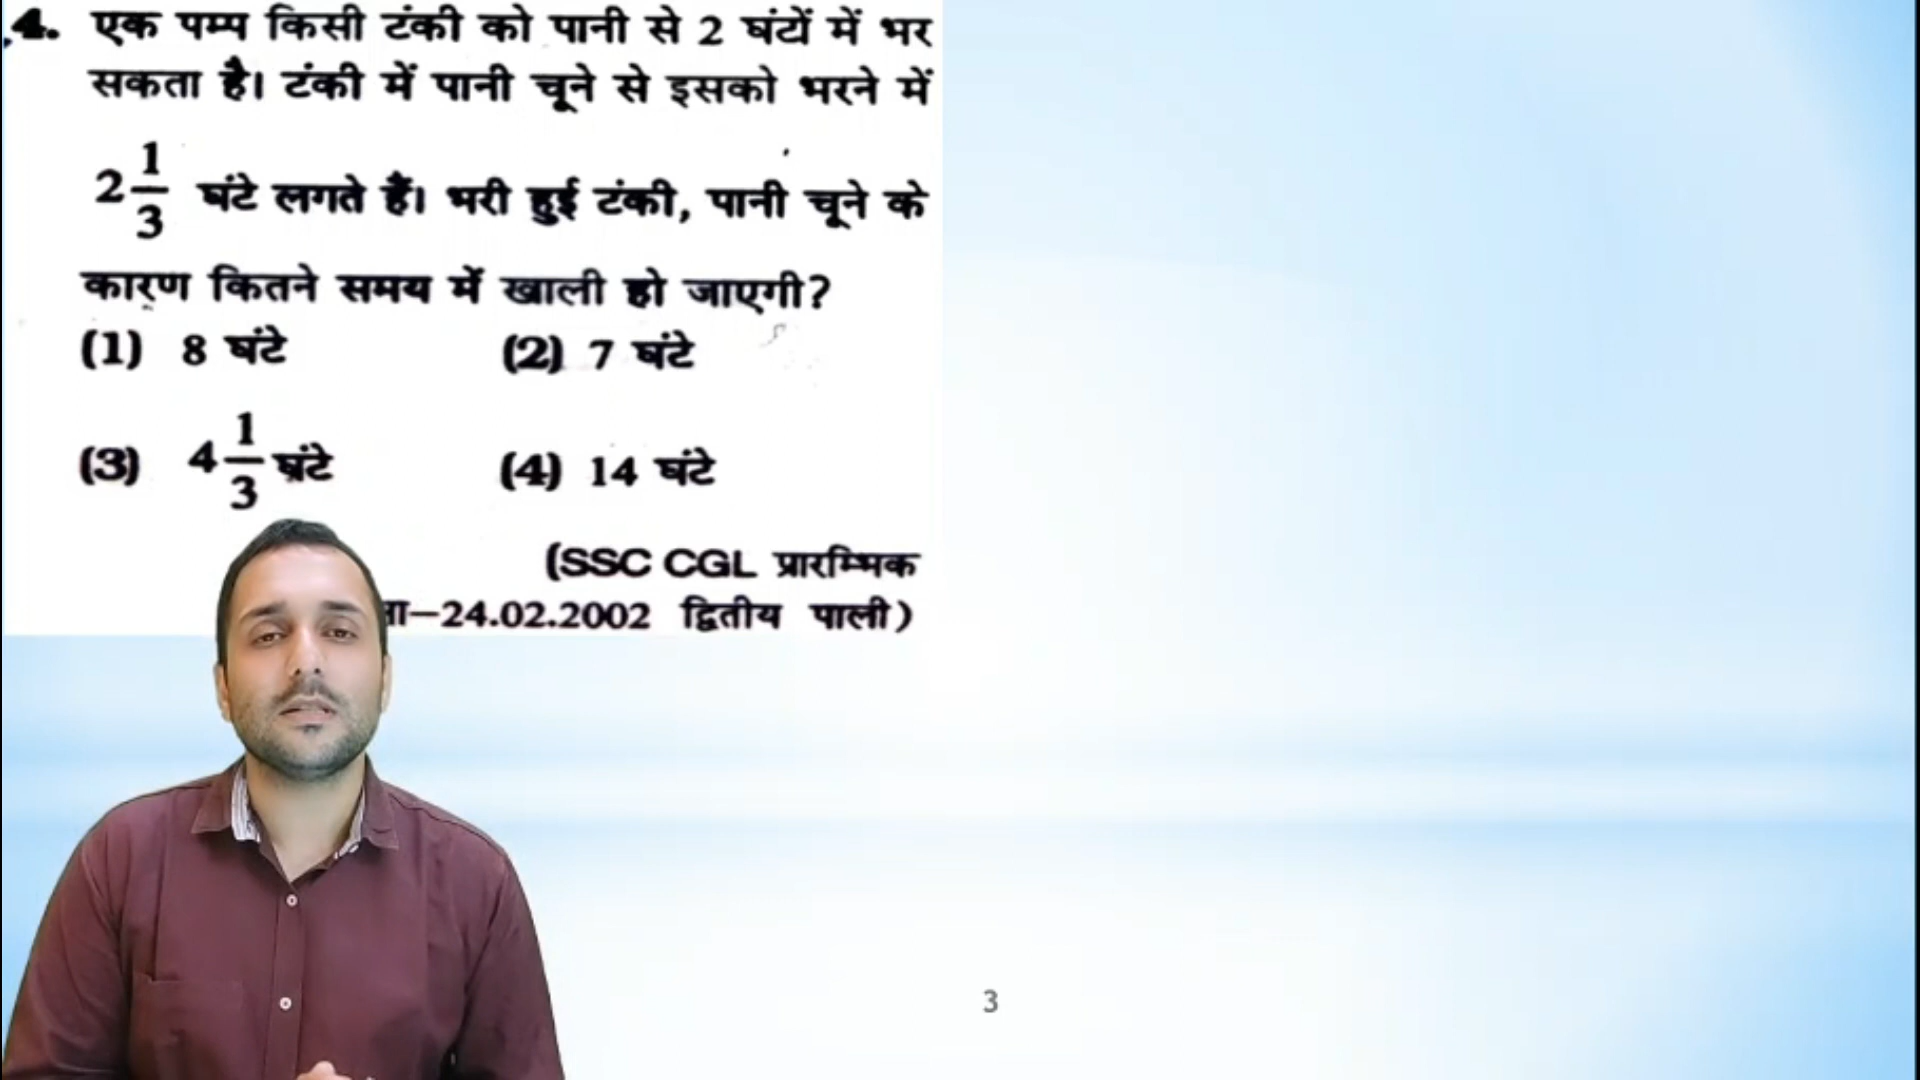 4. एक पम्प किसी टंकी को पानी से 2 घंटों में भर
सकता है। टंकी में पानी चूने से इसको भरने में
2 1/3 घंटे लगते हैं। भरी हुई टंकी, पानी चूने के
कारण कितने समय में खाली हो जाएगी?
(1) 8 घंटे (2) 7 घंटे
(3) 4 1/3 घंटे (4) 14 घंटे
(SSC CGL प्रारम्भिक
–24.02.2002 द्वितीय पाली)
3